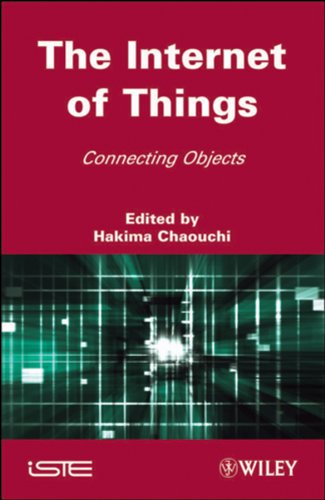 The Internet
of Things
Connecting Objects
Edited by
Hakima Chaouchi
iSTE
WILEY